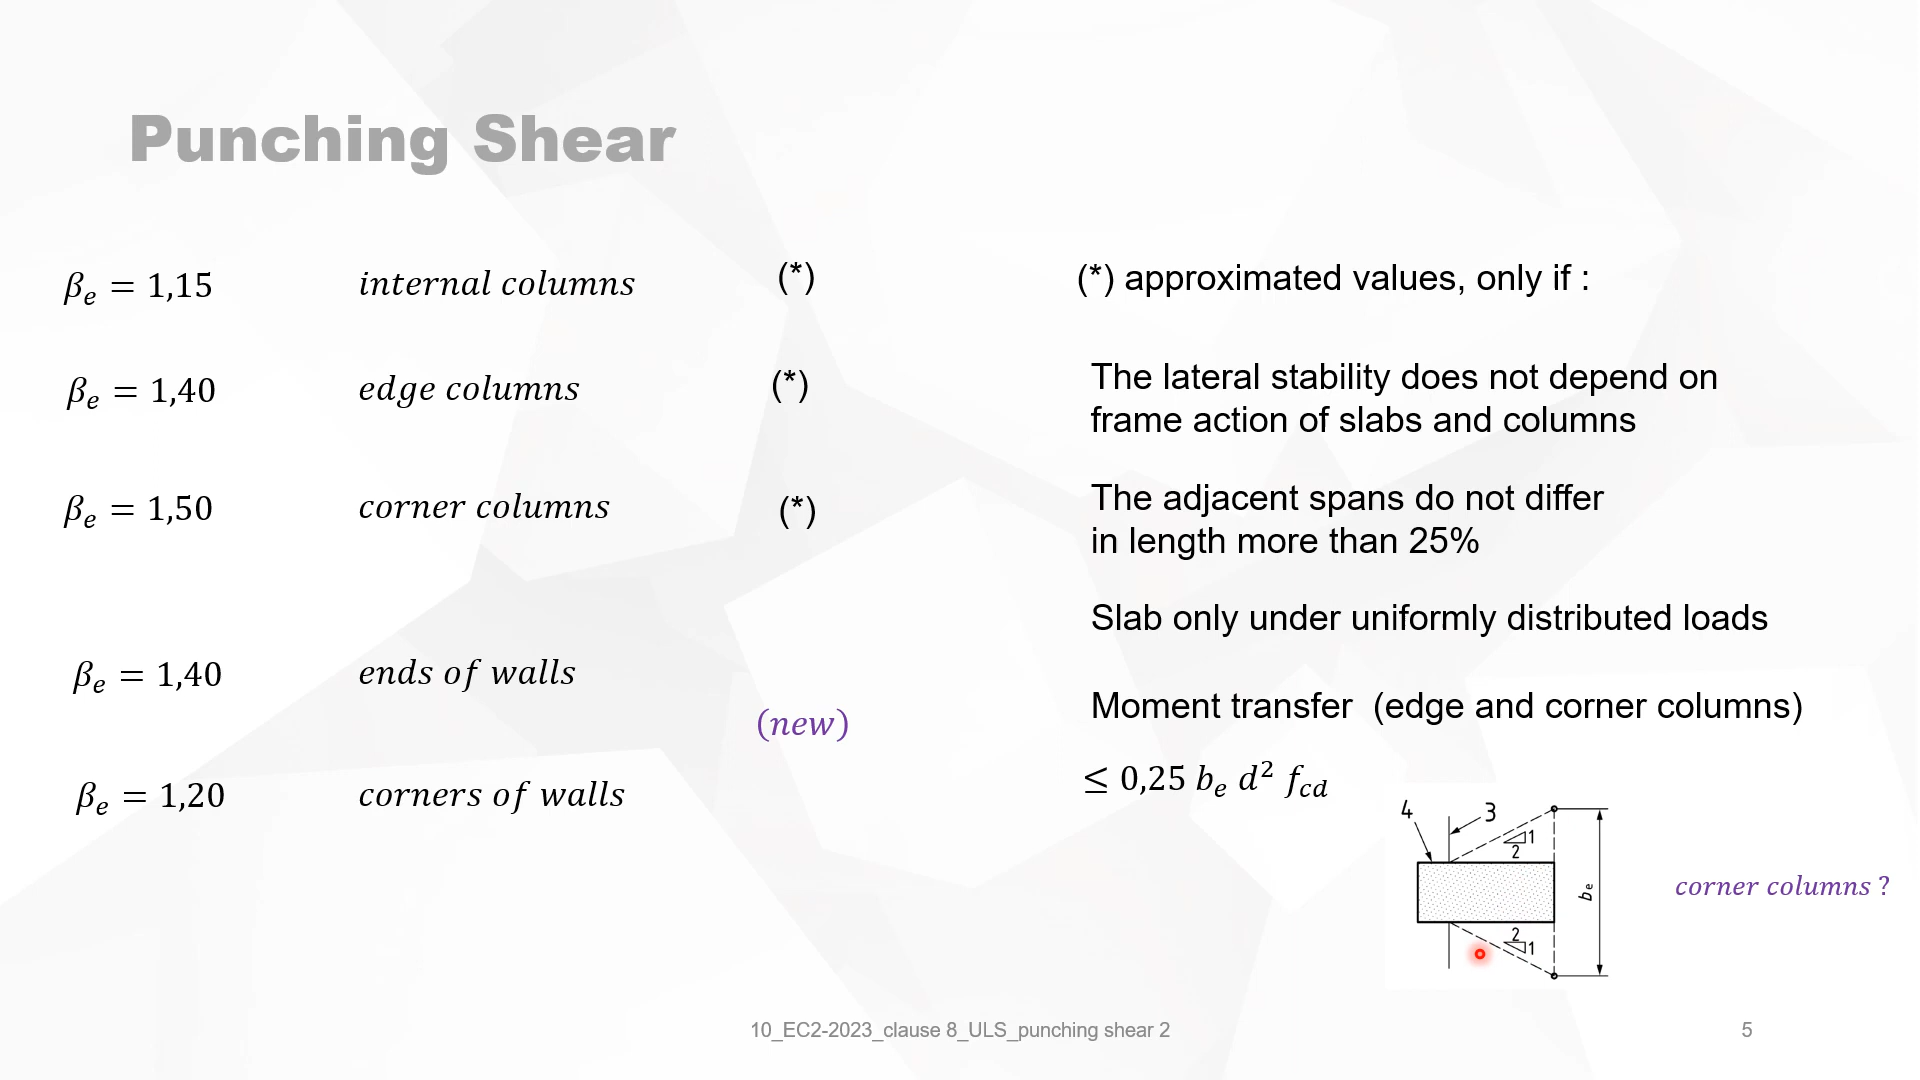 Punching Shear
βₑ = 1,15 internal columns (*)
βₑ = 1,40 edge columns (*)
βₑ = 1,50 corner columns (*)
βₑ = 1,40 ends of walls
(new)
βₑ = 1,20 corners of walls
(*) approximated values, only if :
The lateral stability does not depend on
frame action of slabs and columns
The adjacent spans do not differ
in length more than 25%
Slab only under uniformly distributed loads
Moment transfer (edge and corner columns)
≤ 0,25 bₑ d² f_cd
4
3
1
2
bₑ
2
1
corner columns ?
10_EC2-2023_clause 8_ULS_punching shear 2
5